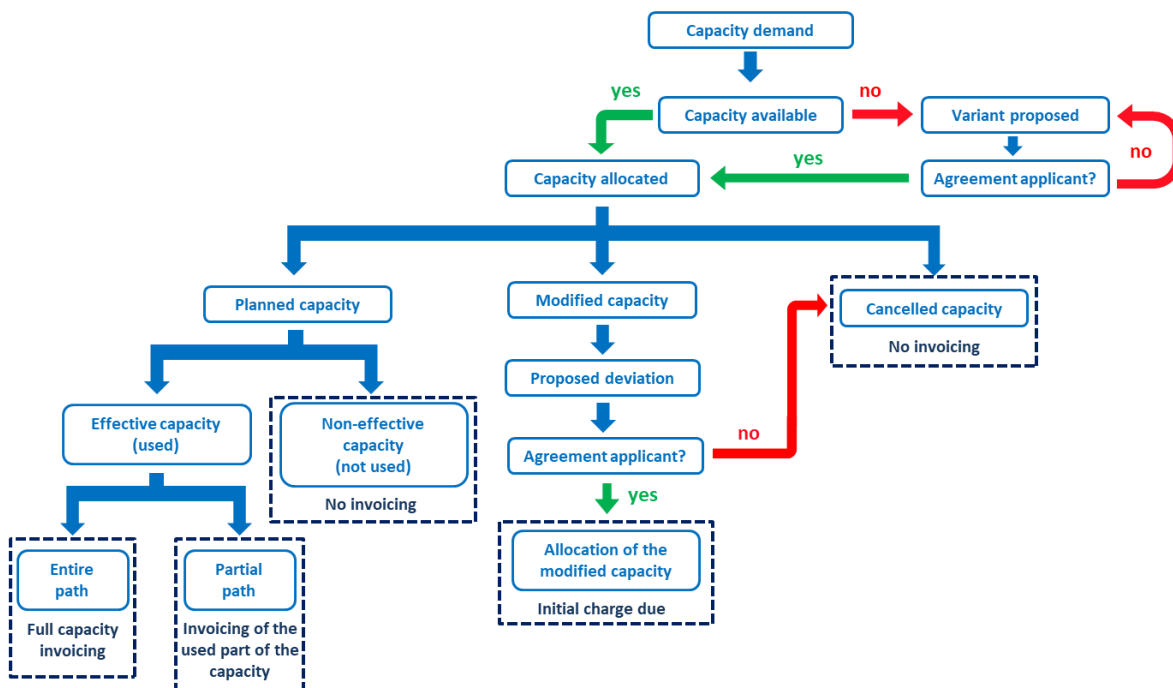 Capacity demand
yes
no
Capacity available
Variant proposed
yes
no
Capacity allocated
Agreement applicant?
Planned capacity
Modified capacity
Cancelled capacity
No invoicing
Proposed deviation
Effective capacity
(used)
Non-effective
capacity
(not used)
No invoicing
no
Agreement applicant?
yes
Entire
path
Full capacity
invoicing
Partial
path
Invoicing of the
used part of the
capacity
Allocation of the
modified capacity
Initial charge due